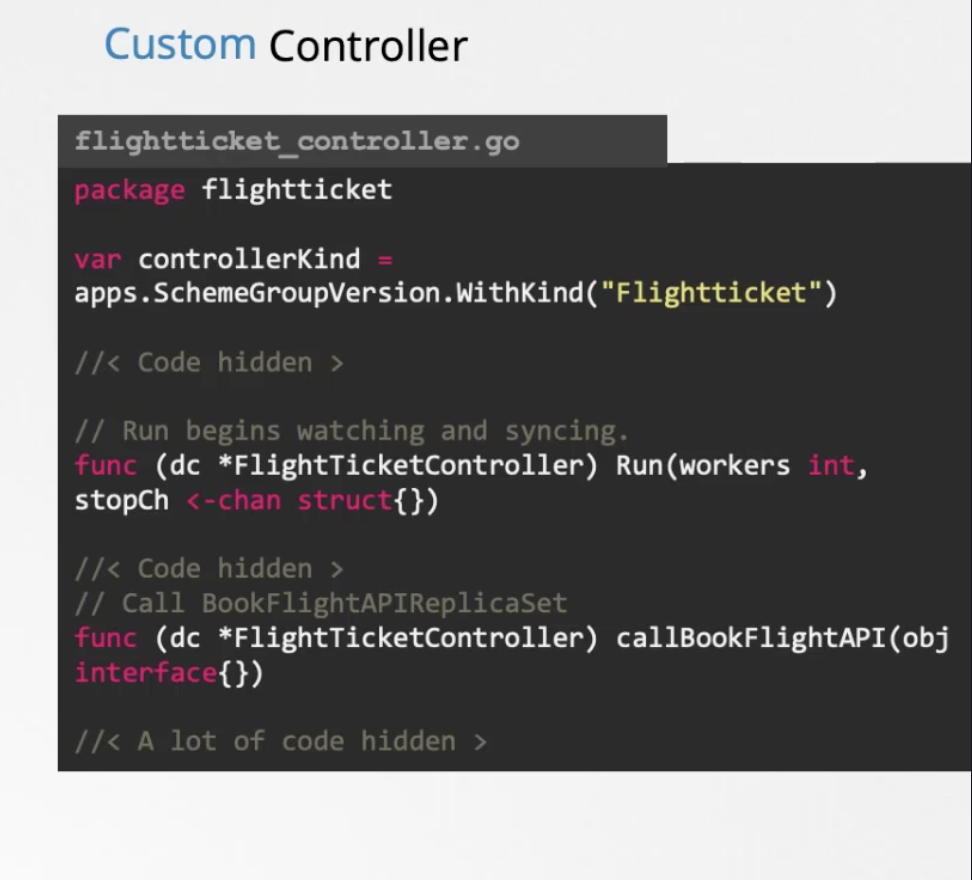 Custom Controller
flightticket_controller.go
package flightticket
var controllerKind =
apps.SchemeGroupVersion.WithKind("Flightticket")
//< Code hidden >
// Run begins watching and syncing.
func (dc *FlightTicketController) Run(workers int,
stopCh <-chan struct{})
//< Code hidden >
// Call BookFlightAPIReplicaSet
func (dc *FlightTicketController) callBookFlightAPI(obj
interface{})
//< A lot of code hidden >